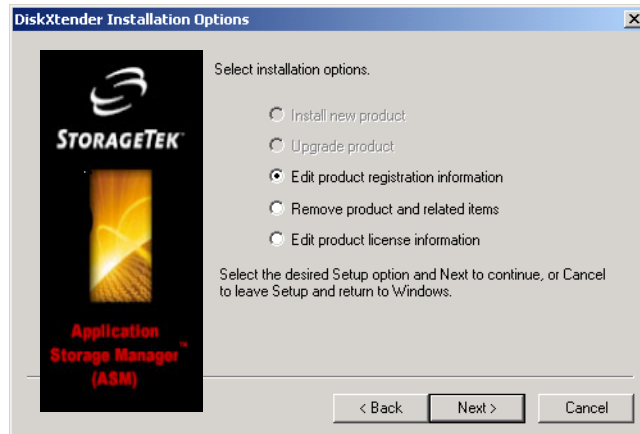 DiskXtender Installation Options
STORAGETEK™
Application
Storage Manager™
(ASM)
Select installation options.
Install new product
Upgrade product
Edit product registration information
Remove product and related items
Edit product license information
Select the desired Setup option and Next to continue, or Cancel
to leave Setup and return to Windows.
< Back
Next >
Cancel